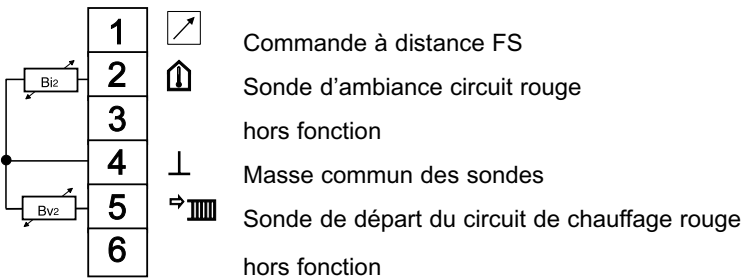 1 Commande à distance FS
Bi2 2 Sonde d'ambiance circuit rouge
3 hors fonction
4 Masse commun des sondes
Bv2 5 Sonde de départ du circuit de chauffage rouge
6 hors fonction